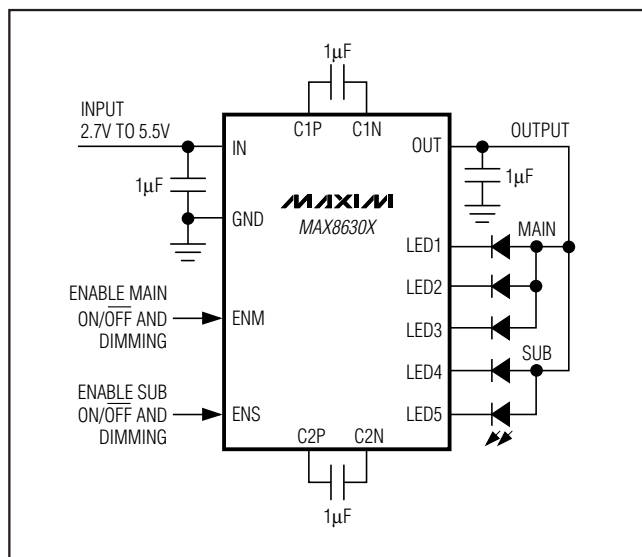 1μF
C1P C1N
INPUT
2.7V TO 5.5V
IN
OUT
OUTPUT
1μF
1μF
GND
MAXIM
MAX8630X
LED1
MAIN
LED2
ENABLE MAIN
ON/OFF AND
DIMMING
ENM
LED3
SUB
LED4
ENABLE SUB
ON/OFF AND
DIMMING
ENS
LED5
C2P C2N
1μF